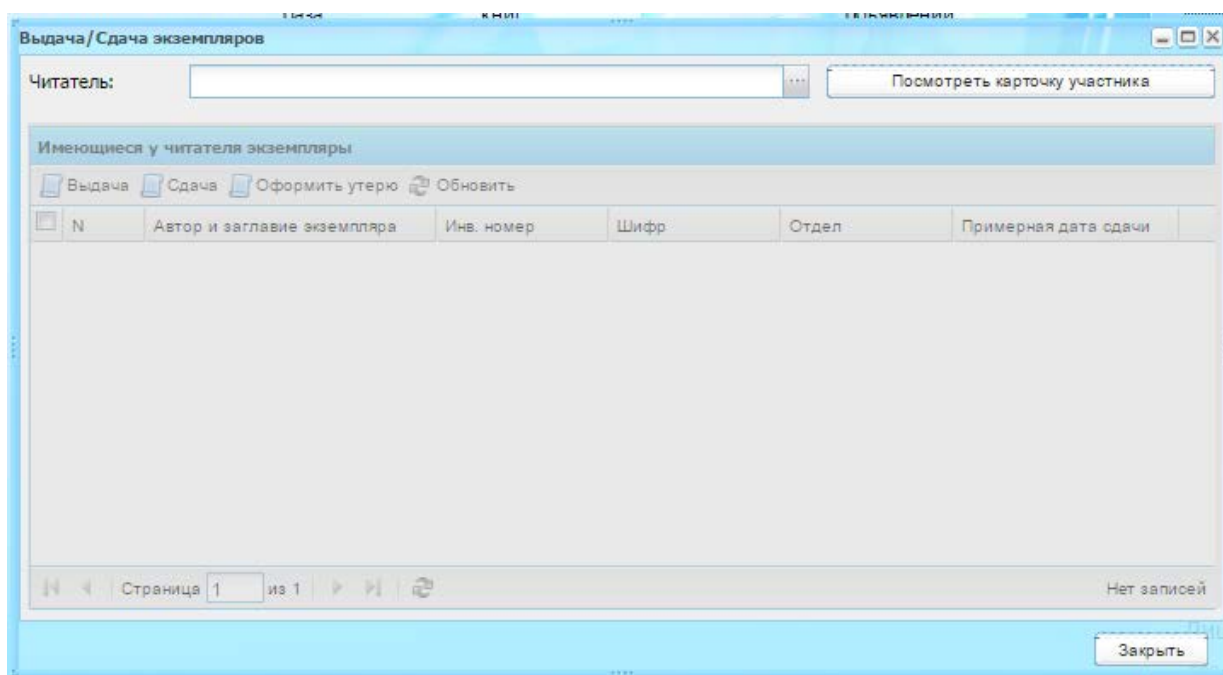 Выдача/Сдача экземпляров
Читатель: ... Посмотреть карточку участника
Имеющиеся у читателя экземпляры
Выдача Сдача Оформить утерю Обновить
N Автор и заглавие экземпляра Инв. номер Шифр Отдел Примерная дата сдачи
Страница 1 из 1 Нет записей
Закрыть